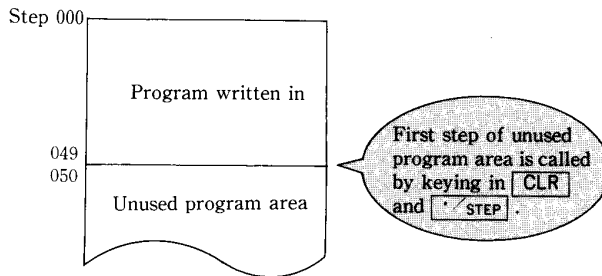 Step 000
Program written in
049
050
Unused program area
First step of unused
program area is called
by keying in CLR
and ·/STEP .